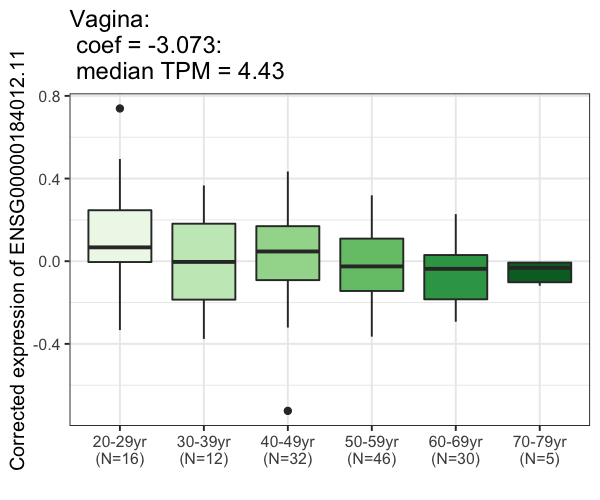 Vagina:
coef = -3.073:
median TPM = 4.43
Corrected expression of ENSG00000184012.11
0.8
0.4
0.0
-0.4
20-29yr 30-39yr 40-49yr 50-59yr 60-69yr 70-79yr
(N=16) (N=12) (N=32) (N=46) (N=30) (N=5)